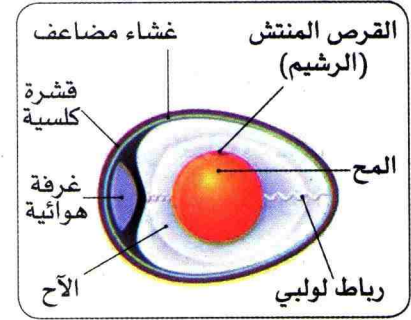 القرص المنتش
(الرشيم)
غشاء مضاعف
قشرة
كلسية
المح
غرفة
هوائية
رباط لولبي
الآح